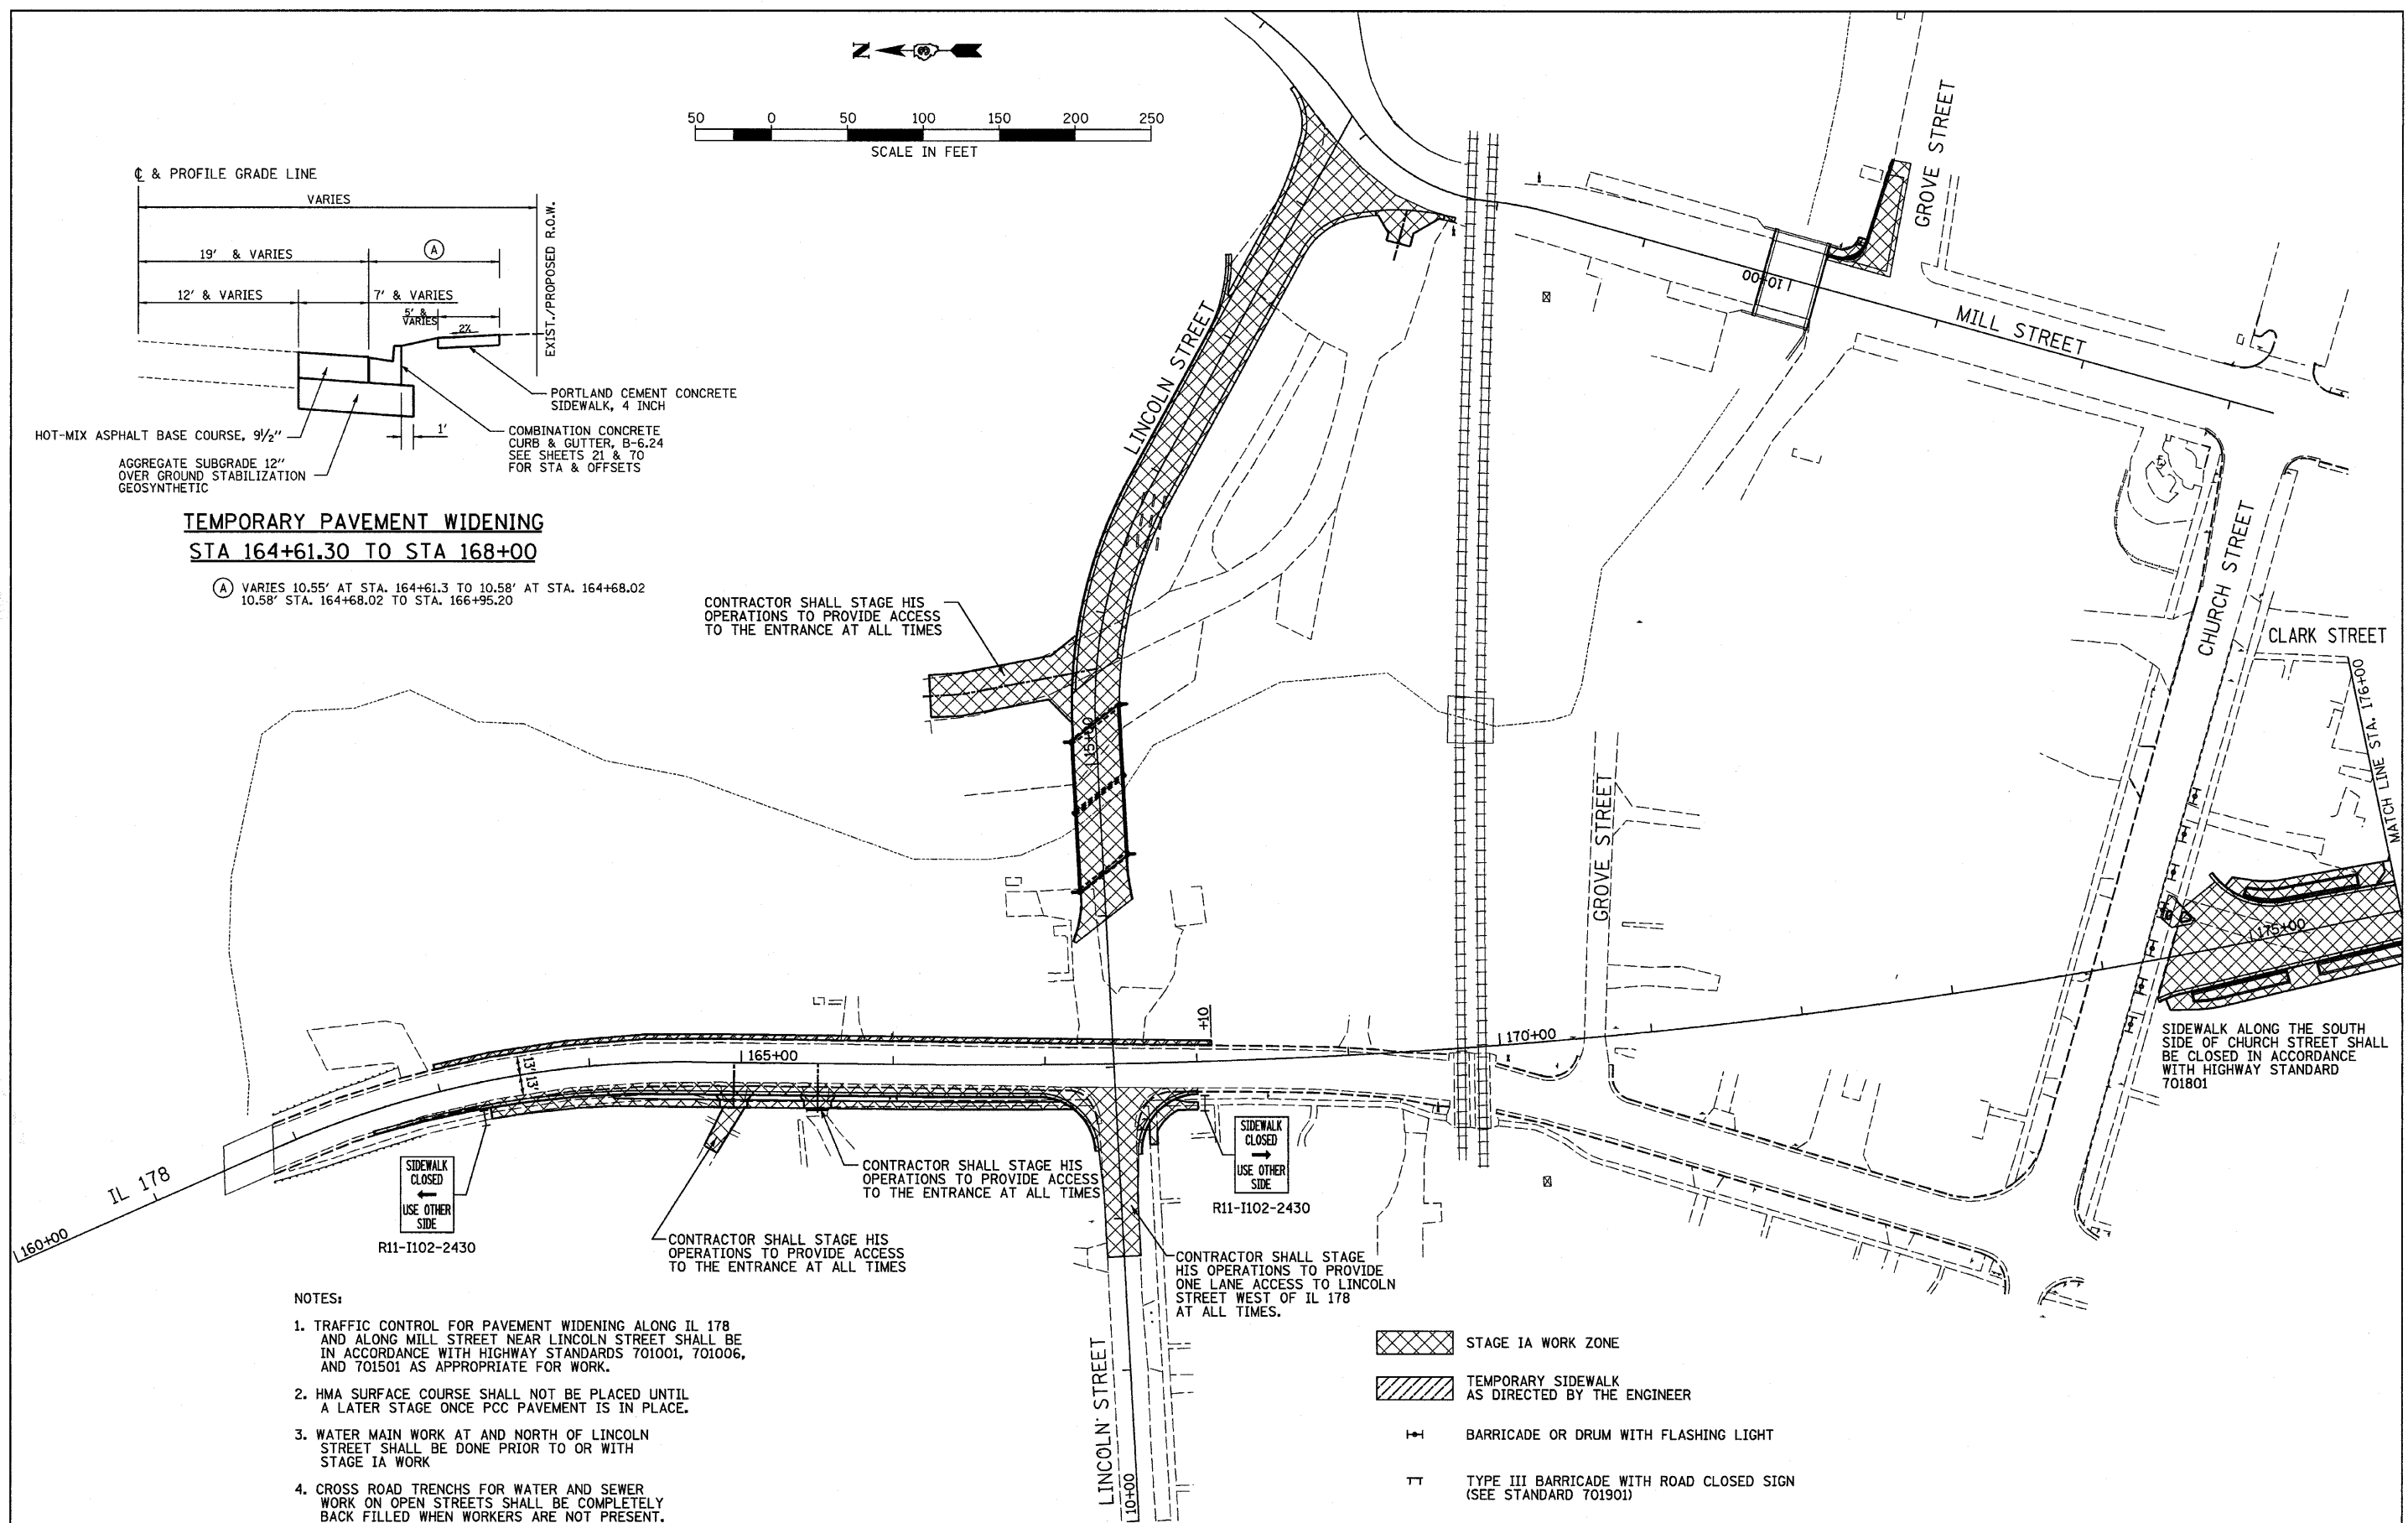 N
50 0 50 100 150 200 250
SCALE IN FEET
℄ & PROFILE GRADE LINE
VARIES
EXIST./PROPOSED R.O.W.
19' & VARIES
A
12' & VARIES
7' & VARIES
5' &
VARIES
2%
PORTLAND CEMENT CONCRETE
SIDEWALK, 4 INCH
HOT-MIX ASPHALT BASE COURSE, 9½"
1'
COMBINATION CONCRETE
CURB & GUTTER, B-6.24
SEE SHEETS 21 & 70
FOR STA & OFFSETS
AGGREGATE SUBGRADE 12"
OVER GROUND STABILIZATION
GEOSYNTHETIC
TEMPORARY PAVEMENT WIDENING
STA 164+61.30 TO STA 168+00
A VARIES 10.55' AT STA. 164+61.3 TO 10.58' AT STA. 164+68.02
10.58' STA. 164+68.02 TO STA. 166+95.20
LINCOLN STREET
GROVE STREET
10+00
MILL STREET
CHURCH STREET
CLARK STREET
MATCH LINE STA. 176+00
CONTRACTOR SHALL STAGE HIS
OPERATIONS TO PROVIDE ACCESS
TO THE ENTRANCE AT ALL TIMES
15+00
GROVE STREET
175+00
SIDEWALK ALONG THE SOUTH
SIDE OF CHURCH STREET SHALL
BE CLOSED IN ACCORDANCE
WITH HIGHWAY STANDARD
701801
+10
165+00
170+00
13' 13'
IL 178
160+00
SIDEWALK
CLOSED
←
USE OTHER
SIDE
R11-I102-2430
CONTRACTOR SHALL STAGE HIS
OPERATIONS TO PROVIDE ACCESS
TO THE ENTRANCE AT ALL TIMES
CONTRACTOR SHALL STAGE HIS
OPERATIONS TO PROVIDE ACCESS
TO THE ENTRANCE AT ALL TIMES
SIDEWALK
CLOSED
→
USE OTHER
SIDE
R11-I102-2430
CONTRACTOR SHALL STAGE
HIS OPERATIONS TO PROVIDE
ONE LANE ACCESS TO LINCOLN
STREET WEST OF IL 178
AT ALL TIMES.
LINCOLN STREET
10+00
NOTES:
1. TRAFFIC CONTROL FOR PAVEMENT WIDENING ALONG IL 178
AND ALONG MILL STREET NEAR LINCOLN STREET SHALL BE
IN ACCORDANCE WITH HIGHWAY STANDARDS 701001, 701006,
AND 701501 AS APPROPRIATE FOR WORK.
2. HMA SURFACE COURSE SHALL NOT BE PLACED UNTIL
A LATER STAGE ONCE PCC PAVEMENT IS IN PLACE.
3. WATER MAIN WORK AT AND NORTH OF LINCOLN
STREET SHALL BE DONE PRIOR TO OR WITH
STAGE IA WORK
4. CROSS ROAD TRENCHS FOR WATER AND SEWER
WORK ON OPEN STREETS SHALL BE COMPLETELY
BACK FILLED WHEN WORKERS ARE NOT PRESENT.
STAGE IA WORK ZONE
TEMPORARY SIDEWALK
AS DIRECTED BY THE ENGINEER
BARRICADE OR DRUM WITH FLASHING LIGHT
TYPE III BARRICADE WITH ROAD CLOSED SIGN
(SEE STANDARD 701901)